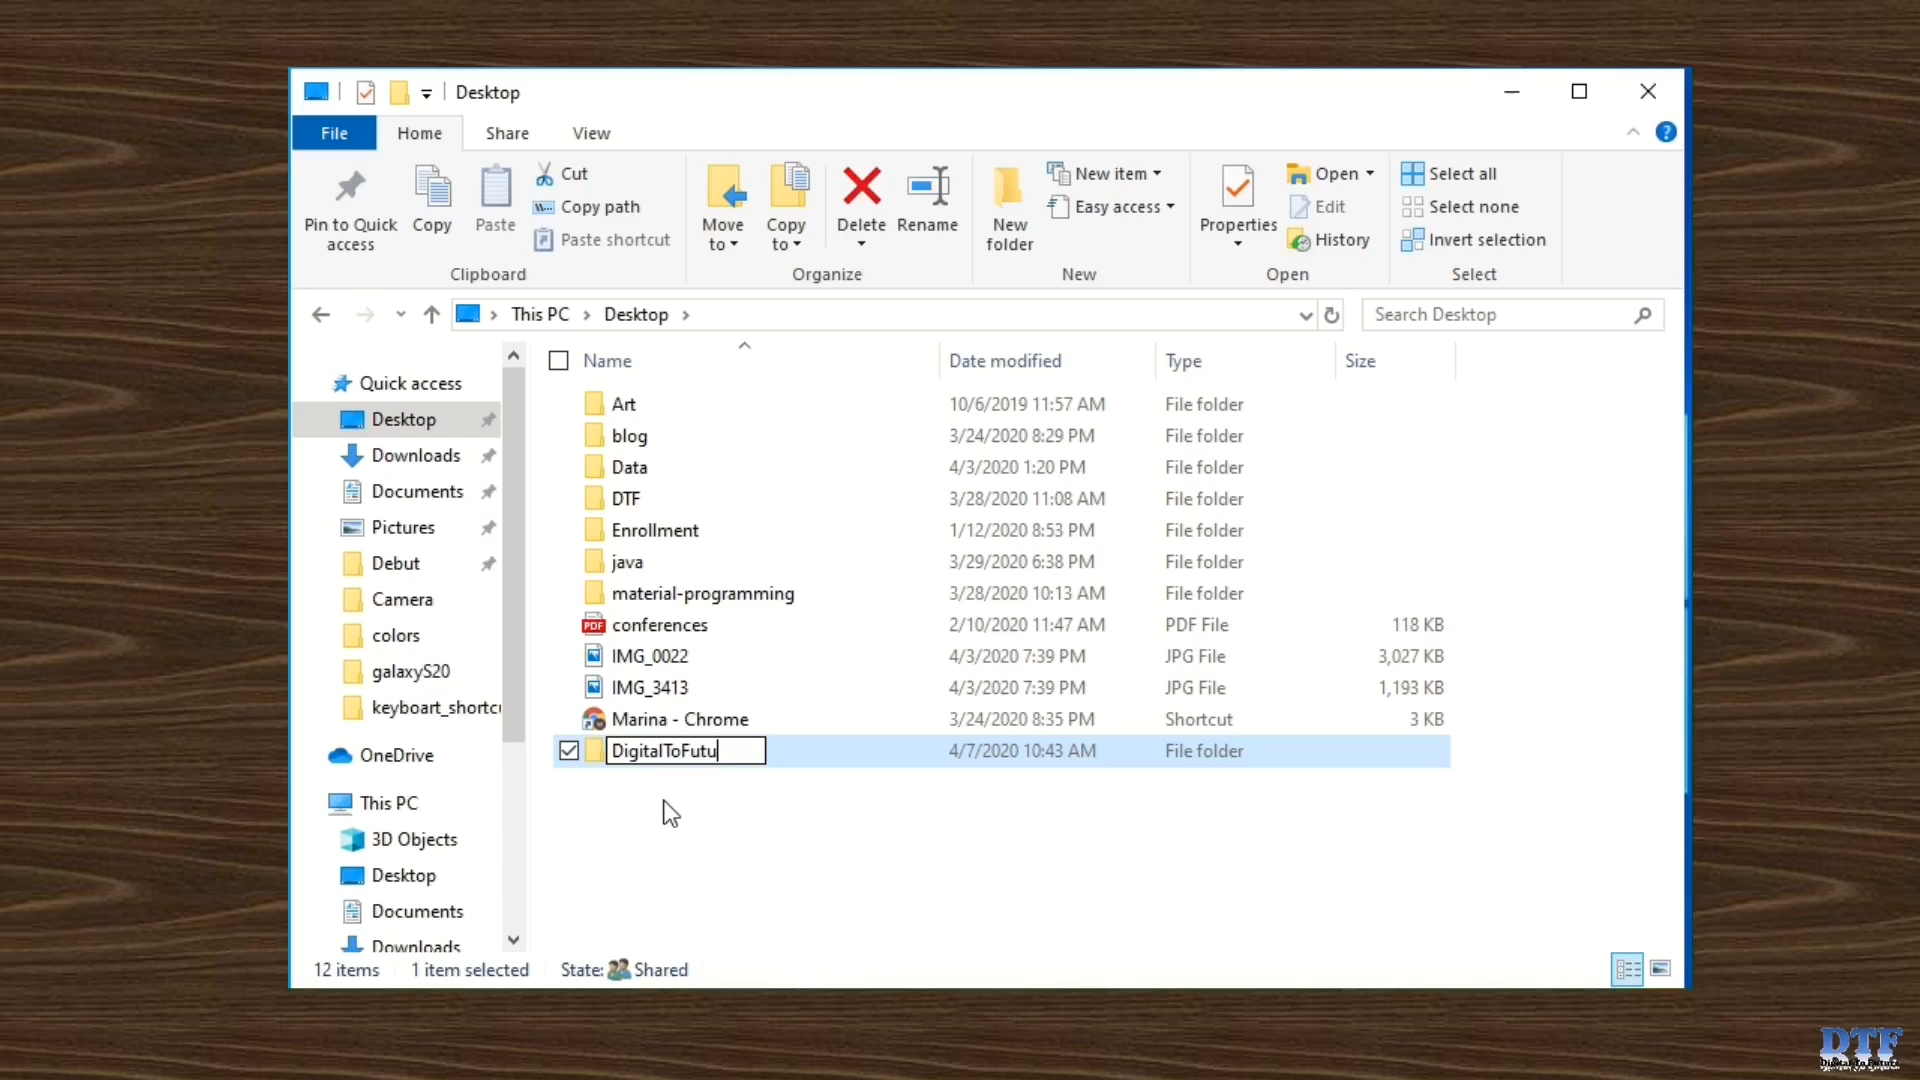 Desktop
File Home Share View
Pin to Quick access
Copy
Paste
Cut
Copy path
Paste shortcut
Clipboard
Move to
Copy to
Delete
Rename
Organize
New folder
New item
Easy access
New
Properties
Open
Edit
History
Open
Select all
Select none
Invert selection
Select
This PC Desktop
Search Desktop
Quick access
Desktop
Downloads
Documents
Pictures
Debut
Camera
colors
galaxyS20
keyboart_shortcu
OneDrive
This PC
3D Objects
Desktop
Documents
Downloads
Name Date modified Type Size
Art 10/6/2019 11:57 AM File folder
blog 3/24/2020 8:29 PM File folder
Data 4/3/2020 1:20 PM File folder
DTF 3/28/2020 11:08 AM File folder
Enrollment 1/12/2020 8:53 PM File folder
java 3/29/2020 6:38 PM File folder
material-programming 3/28/2020 10:13 AM File folder
PDF conferences 2/10/2020 11:47 AM PDF File 118 KB
IMG_0022 4/3/2020 7:39 PM JPG File 3,027 KB
IMG_3413 4/3/2020 7:39 PM JPG File 1,193 KB
Marina - Chrome 3/24/2020 8:35 PM Shortcut 3 KB
DigitalToFutu 4/7/2020 10:43 AM File folder
12 items 1 item selected State: Shared
DTF